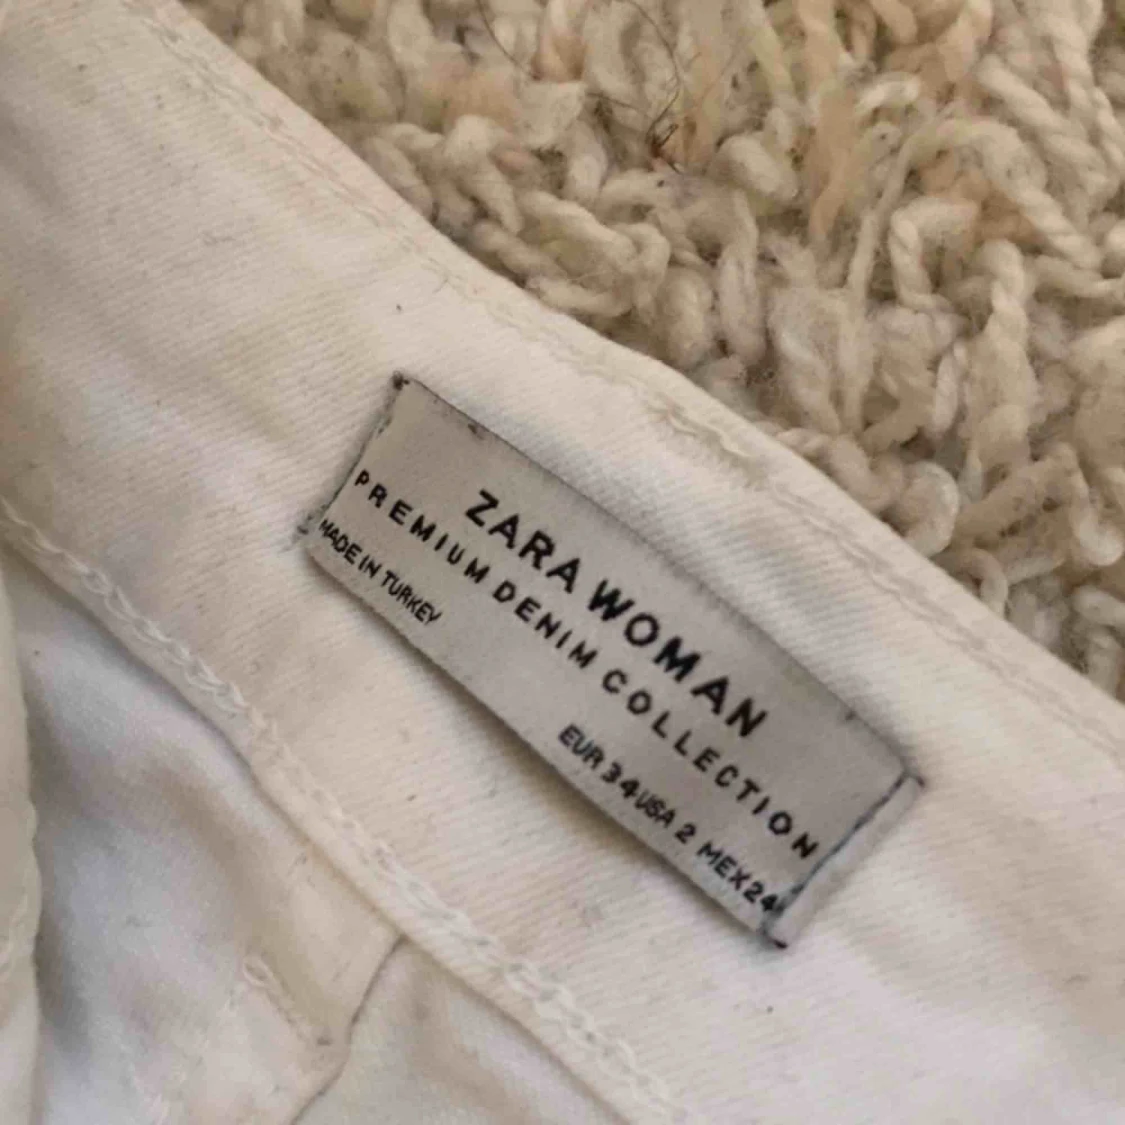 ZARA WOMAN
PREMIUM DENIM COLLECTION
MADE IN TURKEY
EUR 34 USA 2 MEX 24